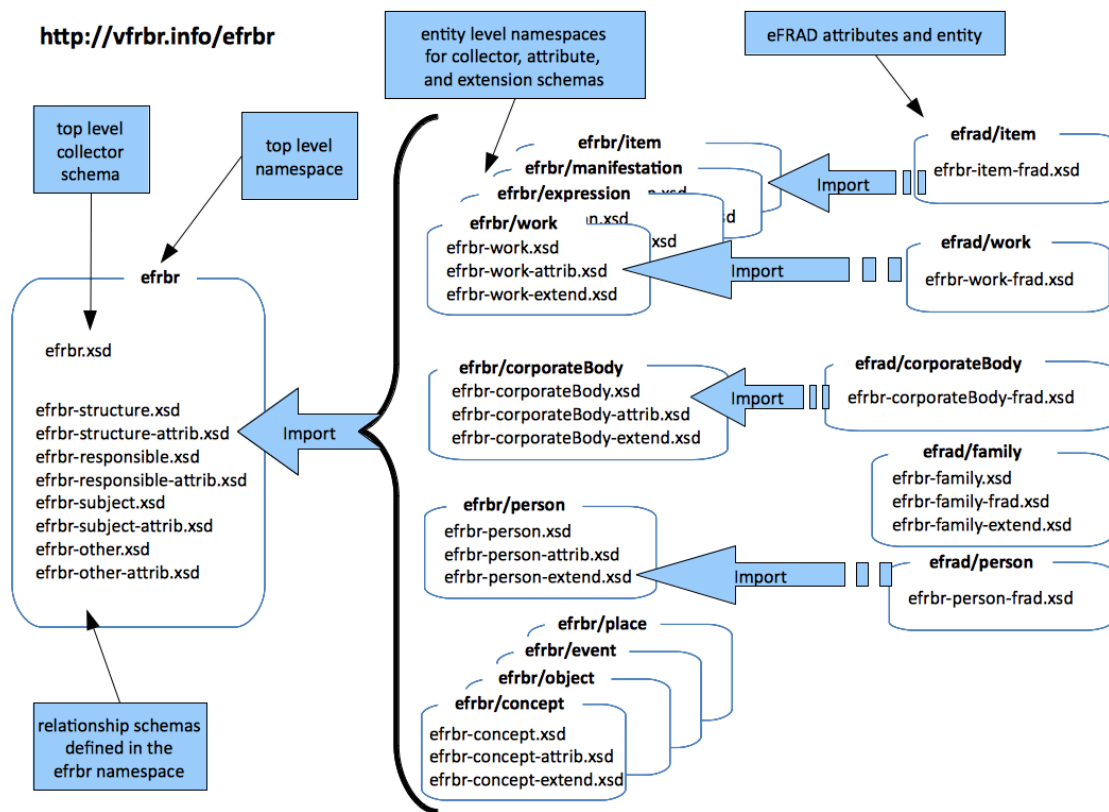 http://vfrbr.info/efrbr
entity level namespaces
for collector, attribute,
and extension schemas
eFRAD attributes and entity
top level
collector
schema
top level
namespace
efrbr
efrbr.xsd
efrbr-structure.xsd
efrbr-structure-attrib.xsd
efrbr-responsible.xsd
efrbr-responsible-attrib.xsd
efrbr-subject.xsd
efrbr-subject-attrib.xsd
efrbr-other.xsd
efrbr-other-attrib.xsd
relationship schemas
defined in the
efrbr namespace
Import
efrbr/item
efrbr/manifestation
efrbr/expression
efrbr/work
efrbr-work.xsd
efrbr-work-attrib.xsd
efrbr-work-extend.xsd
Import
efrad/item
efrbr-item-frad.xsd
Import
efrad/work
efrbr-work-frad.xsd
efrbr/corporateBody
efrbr-corporateBody.xsd
efrbr-corporateBody-attrib.xsd
efrbr-corporateBody-extend.xsd
Import
efrad/corporateBody
efrbr-corporateBody-frad.xsd
efrad/family
efrbr-family.xsd
efrbr-family-frad.xsd
efrbr-family-extend.xsd
efrbr/person
efrbr-person.xsd
efrbr-person-attrib.xsd
efrbr-person-extend.xsd
Import
efrad/person
efrbr-person-frad.xsd
efrbr/place
efrbr/event
efrbr/object
efrbr/concept
efrbr-concept.xsd
efrbr-concept-attrib.xsd
efrbr-concept-extend.xsd